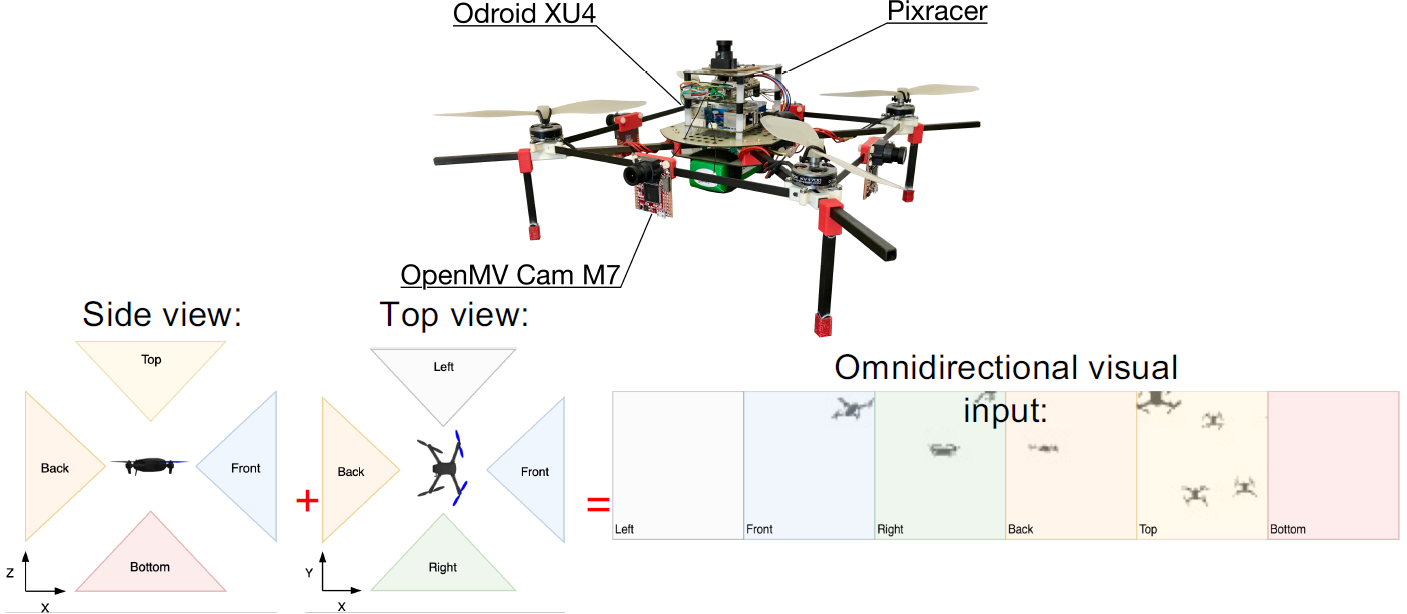 Odroid XU4
Pixracer
OpenMV Cam M7
Side view:
Top view:
Top
Back
Front
Bottom
Z
X
+
Left
Back
Front
Right
Y
X
=
Omnidirectional visual
input:
Left
Front
Right
Back
Top
Bottom